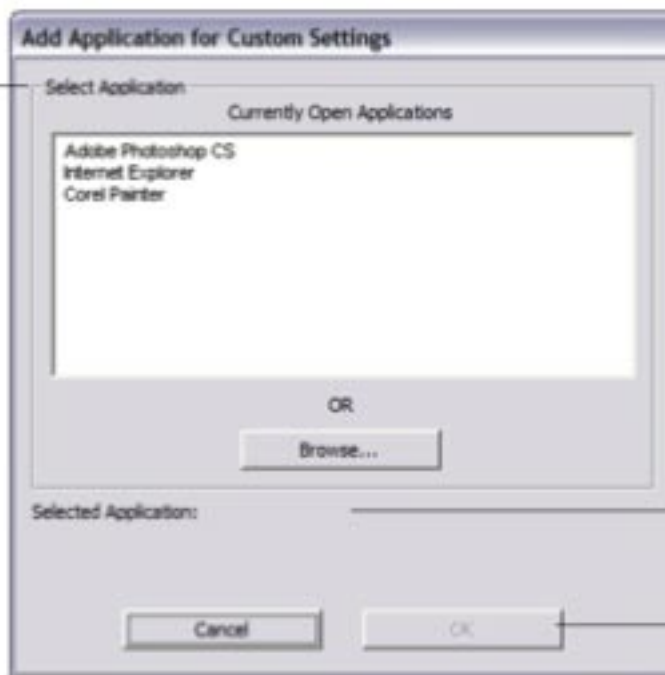 Add Application for Custom Settings
Select Application
Currently Open Applications
Adobe Photoshop CS
Internet Explorer
Corel Painter
OR
Browse...
Selected Application:
Cancel
OK